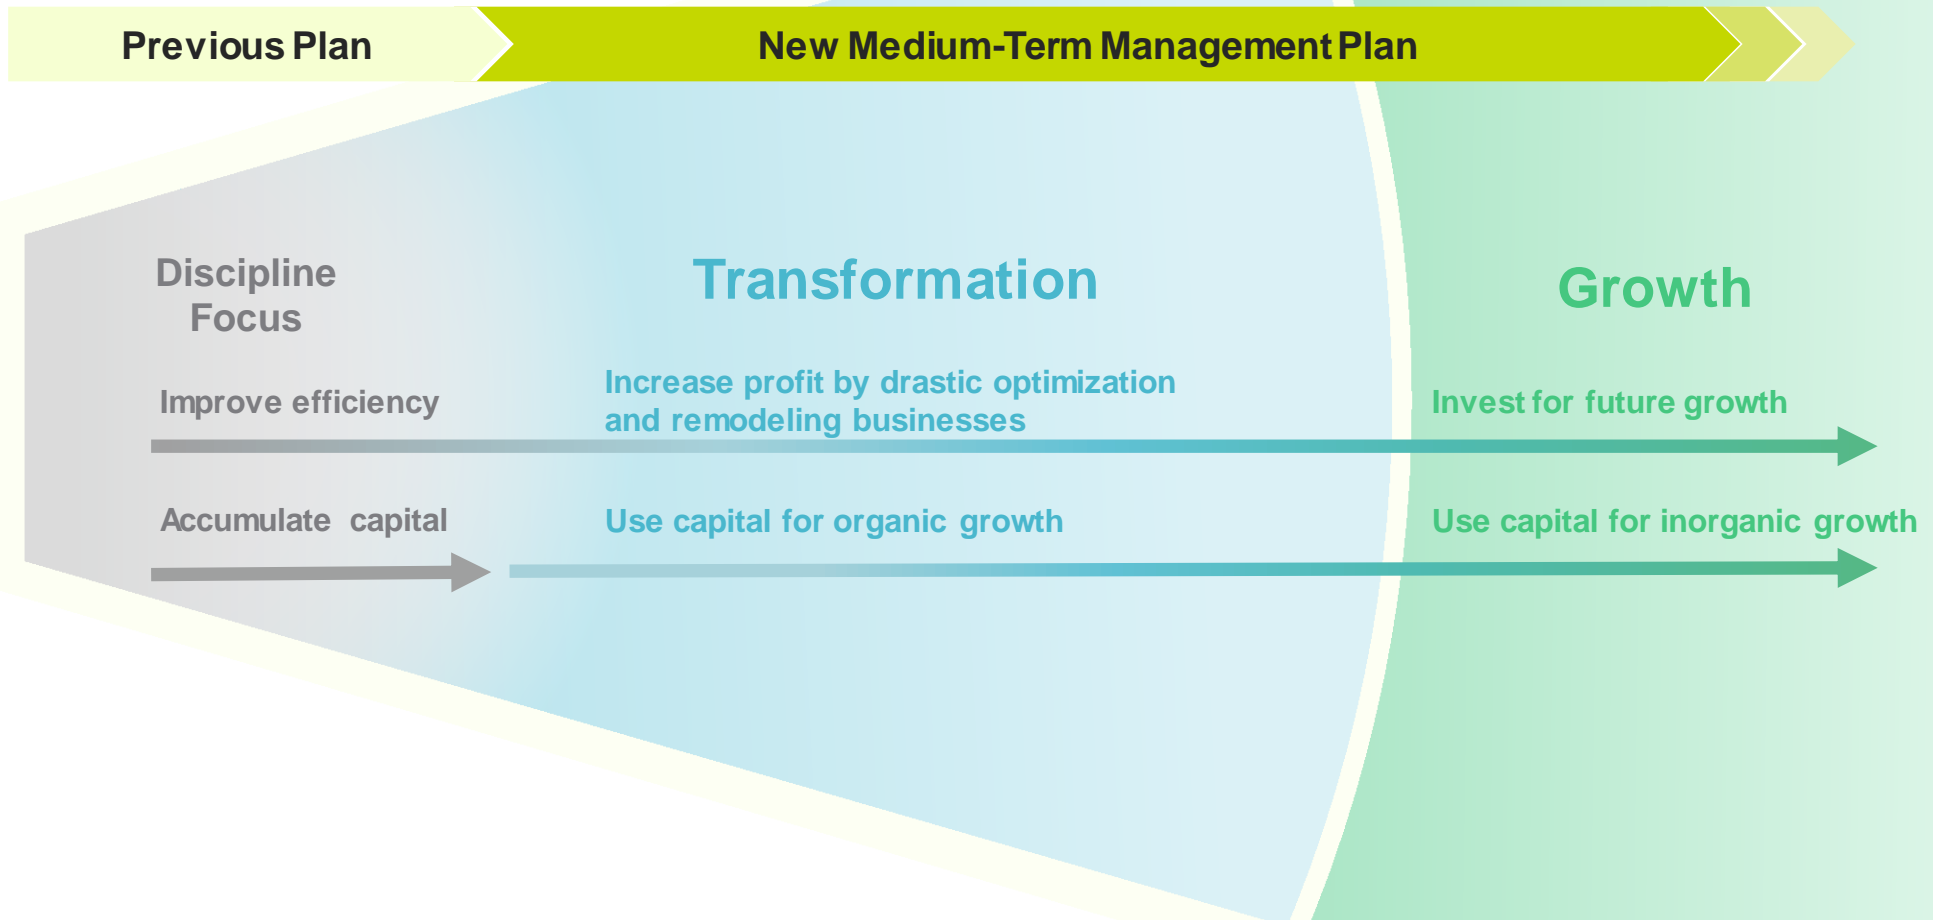 Previous Plan
New Medium-Term Management Plan
Discipline
Focus
Transformation
Growth
Improve efficiency
Increase profit by drastic optimization
and remodeling businesses
Invest for future growth
Accumulate capital
Use capital for organic growth
Use capital for inorganic growth